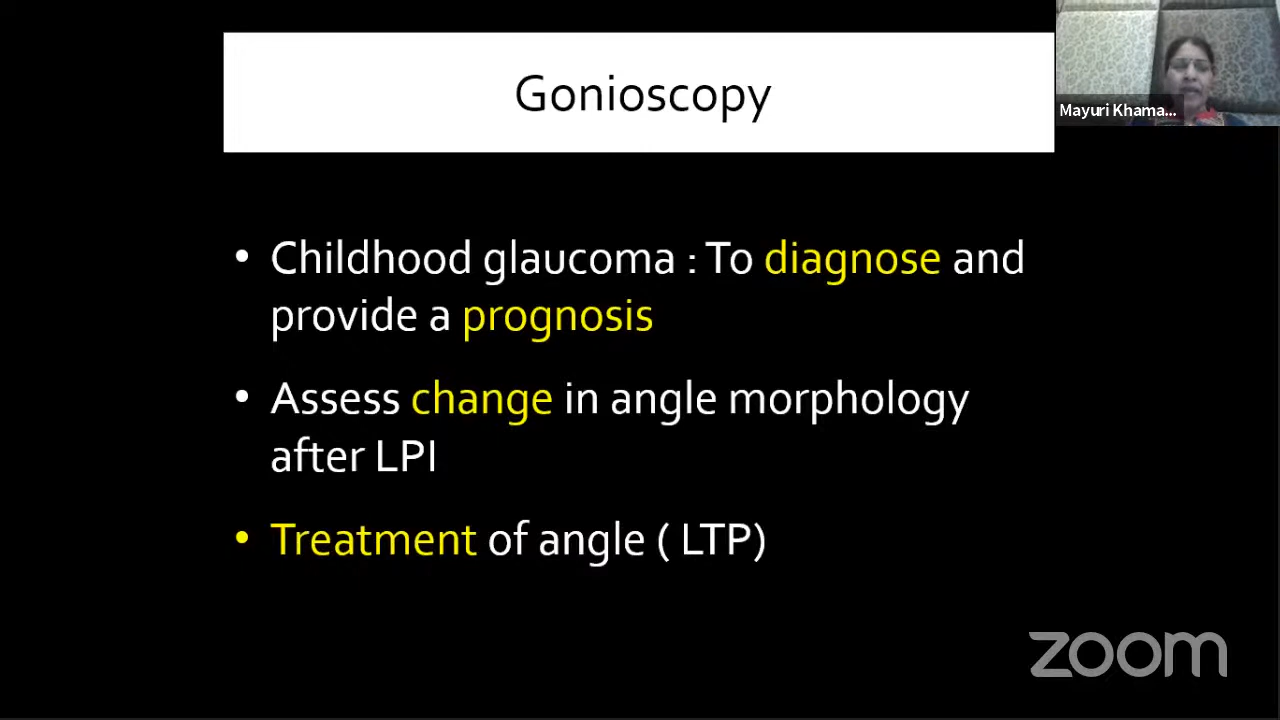 Gonioscopy
Mayuri Khama...
• Childhood glaucoma : To diagnose and
provide a prognosis
• Assess change in angle morphology
after LPI
• Treatment of angle ( LTP)
zoom